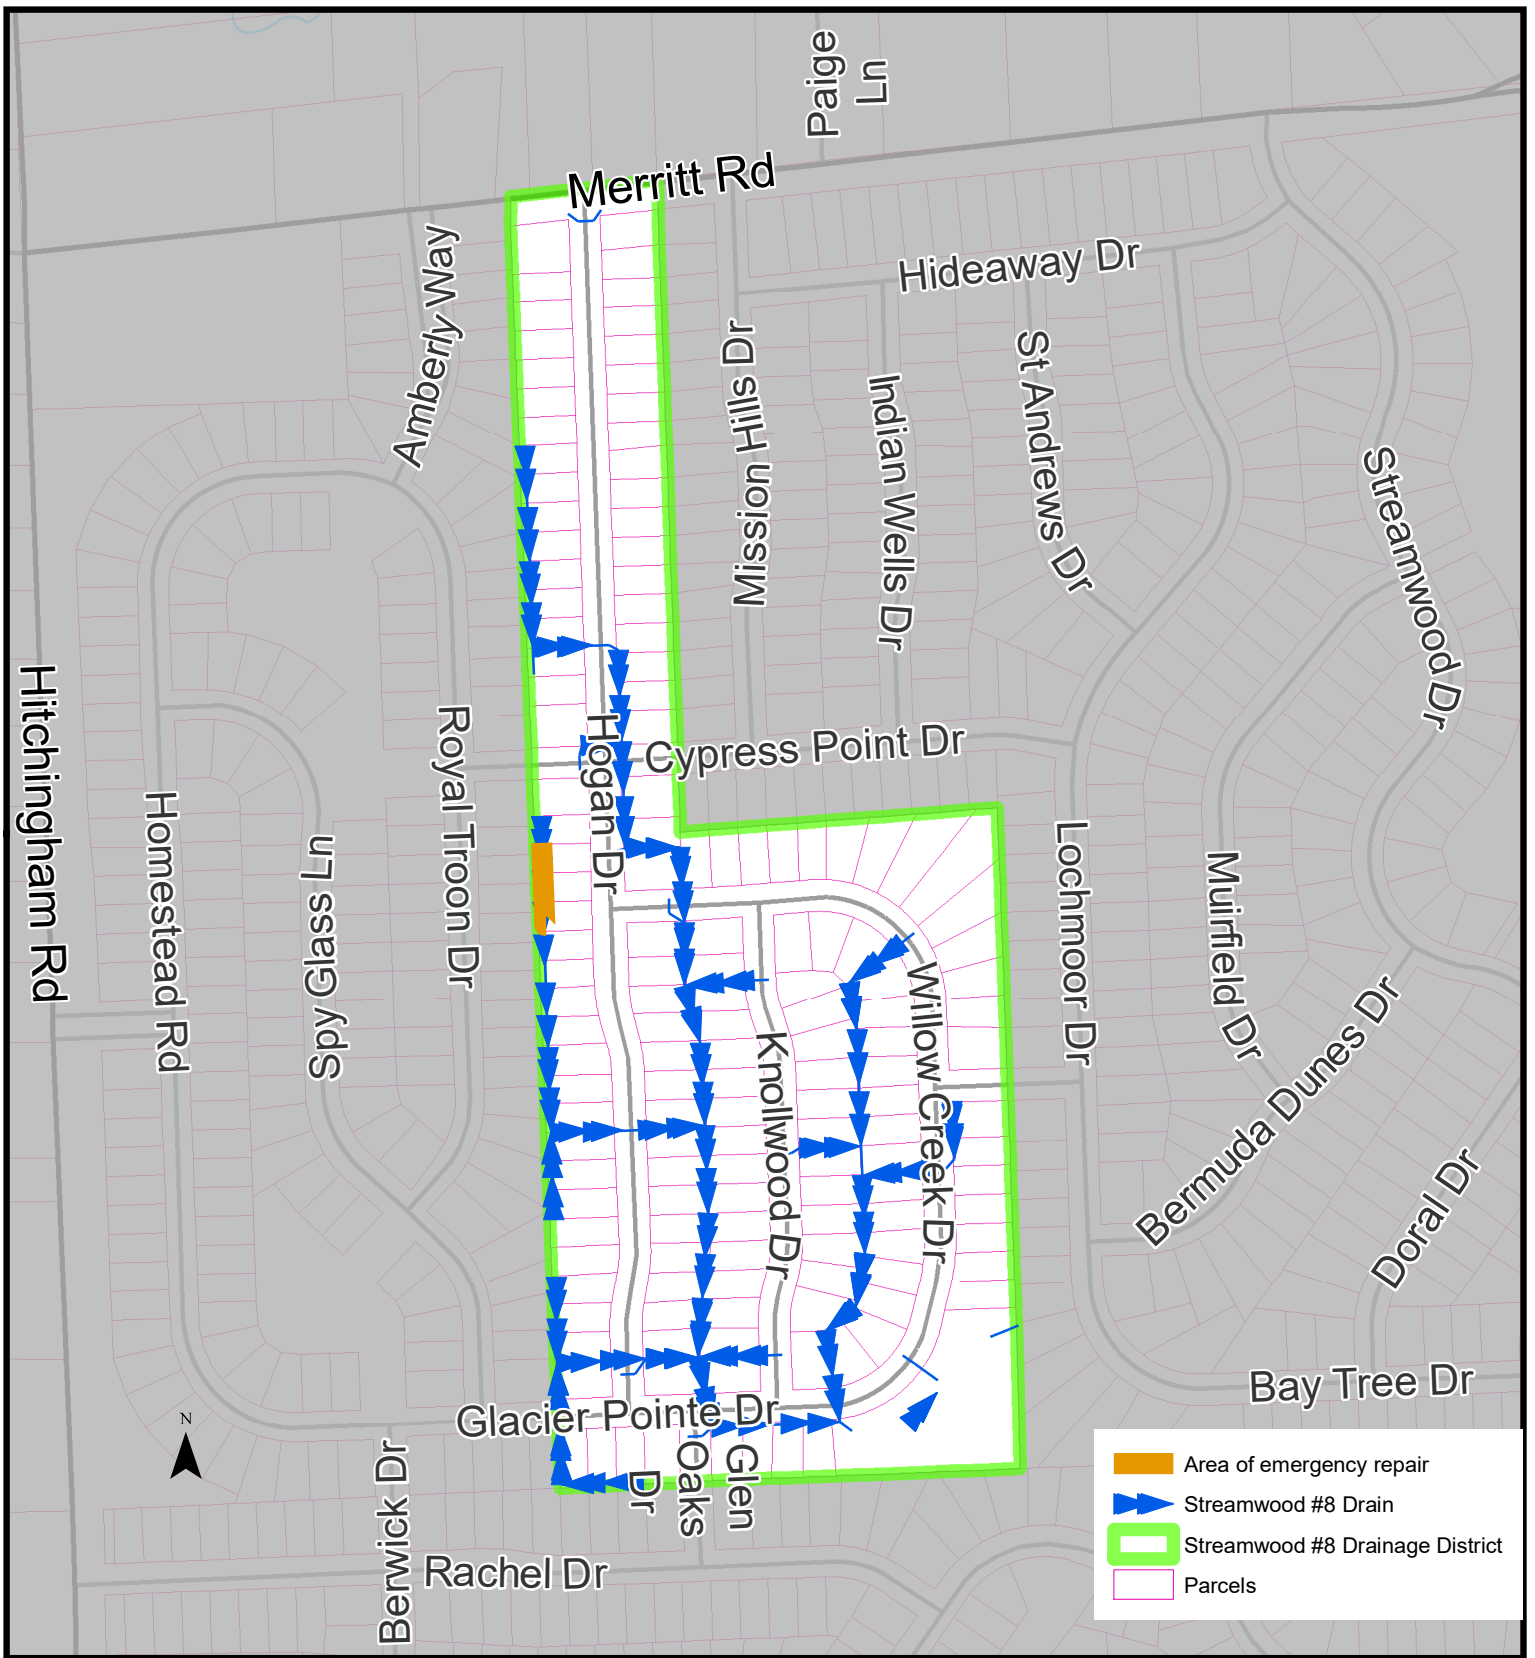 Paige
Ln
Merritt Rd
Hideaway Dr
Amberly Way
Mission Hills Dr
Indian Wells Dr
St Andrews Dr
Streamwood Dr
Hitchingham Rd
Homestead Rd
Spy Glass Ln
Royal Troon Dr
Hogan Dr
Cypress Point Dr
Lochmoor Dr
Muirfield Dr
Willow Creek Dr
Knollwood Dr
Bermuda Dunes Dr
Doral Dr
Bay Tree Dr
Glacier Pointe Dr
Glen
Oaks
Dr
Berwick Dr
Rachel Dr
N
Area of emergency repair
Streamwood #8 Drain
Streamwood #8 Drainage District
Parcels